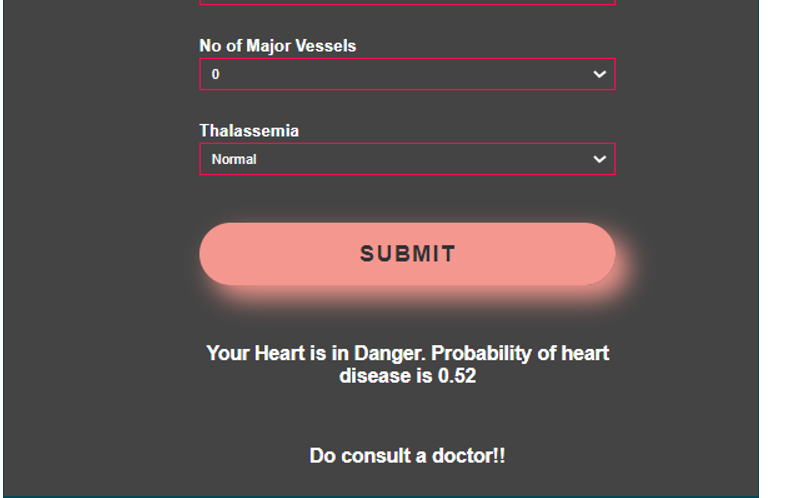 No of Major Vessels
0
Thalassemia
Normal
SUBMIT
Your Heart is in Danger. Probability of heart
disease is 0.52
Do consult a doctor!!